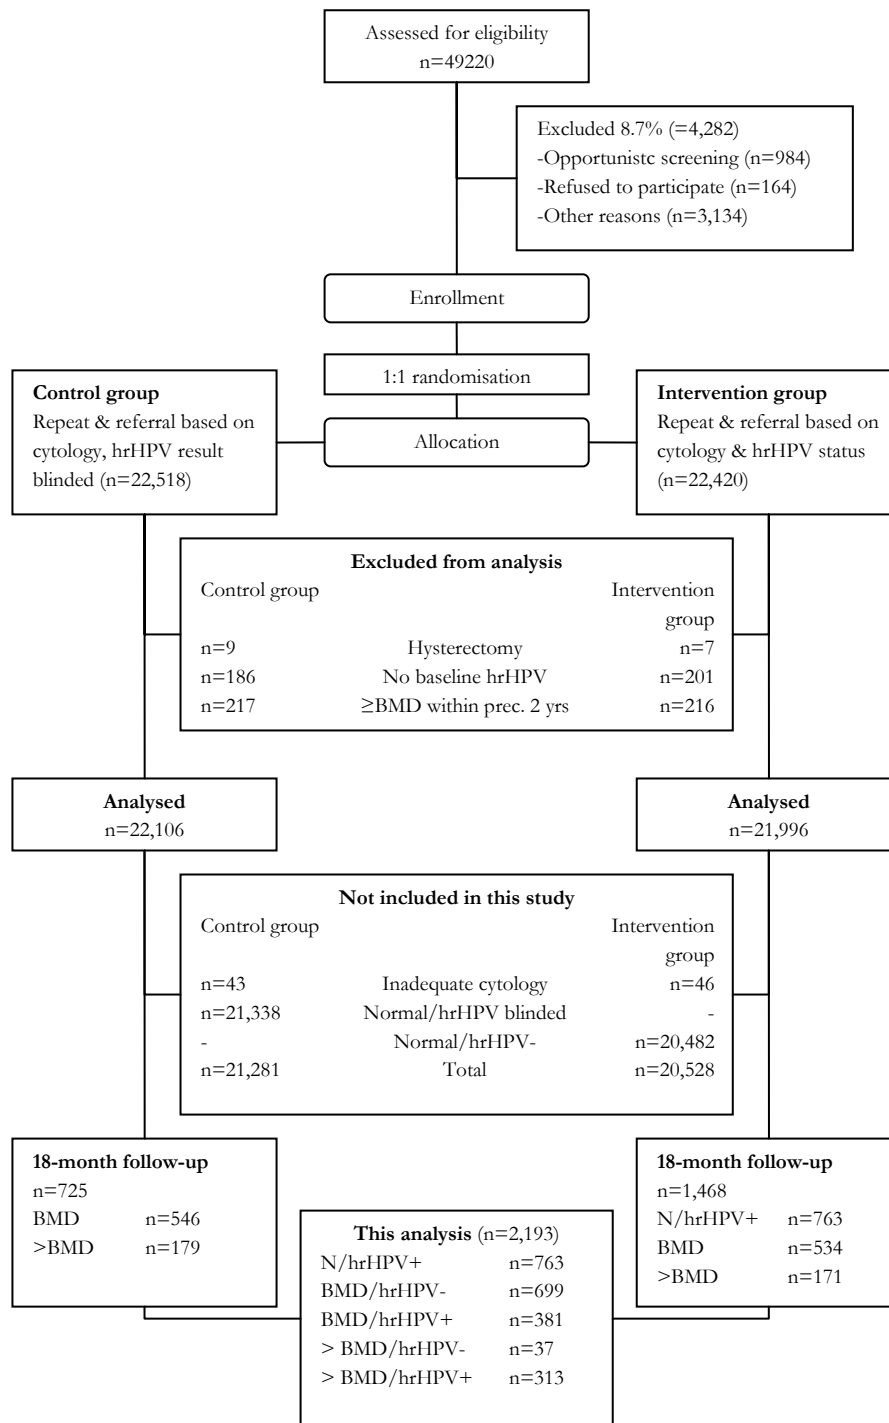 Assessed for eligibility
n=49220
Excluded 8.7% (=4,282)
-Opportunistc screening (n=984)
-Refused to participate (n=164)
-Other reasons (n=3,134)
Enrollment
1:1 randomisation
Allocation
Control group
Repeat & referral based on
cytology, hrHPV result
blinded (n=22,518)
Intervention group
Repeat & referral based on
cytology & hrHPV status
(n=22,420)
Excluded from analysis
Control group Intervention
group
n=9 Hysterectomy n=7
n=186 No baseline hrHPV n=201
n=217 ≥BMD within prec. 2 yrs n=216
Analysed
n=22,106
Analysed
n=21,996
Not included in this study
Control group Intervention
group
n=43 Inadequate cytology n=46
n=21,338 Normal/hrHPV blinded -
- Normal/hrHPV- n=20,482
n=21,281 Total n=20,528
18-month follow-up
n=725
BMD n=546
>BMD n=179
18-month follow-up
n=1,468
N/hrHPV+ n=763
BMD n=534
>BMD n=171
This analysis (n=2,193)
N/hrHPV+ n=763
BMD/hrHPV- n=699
BMD/hrHPV+ n=381
> BMD/hrHPV- n=37
> BMD/hrHPV+ n=313